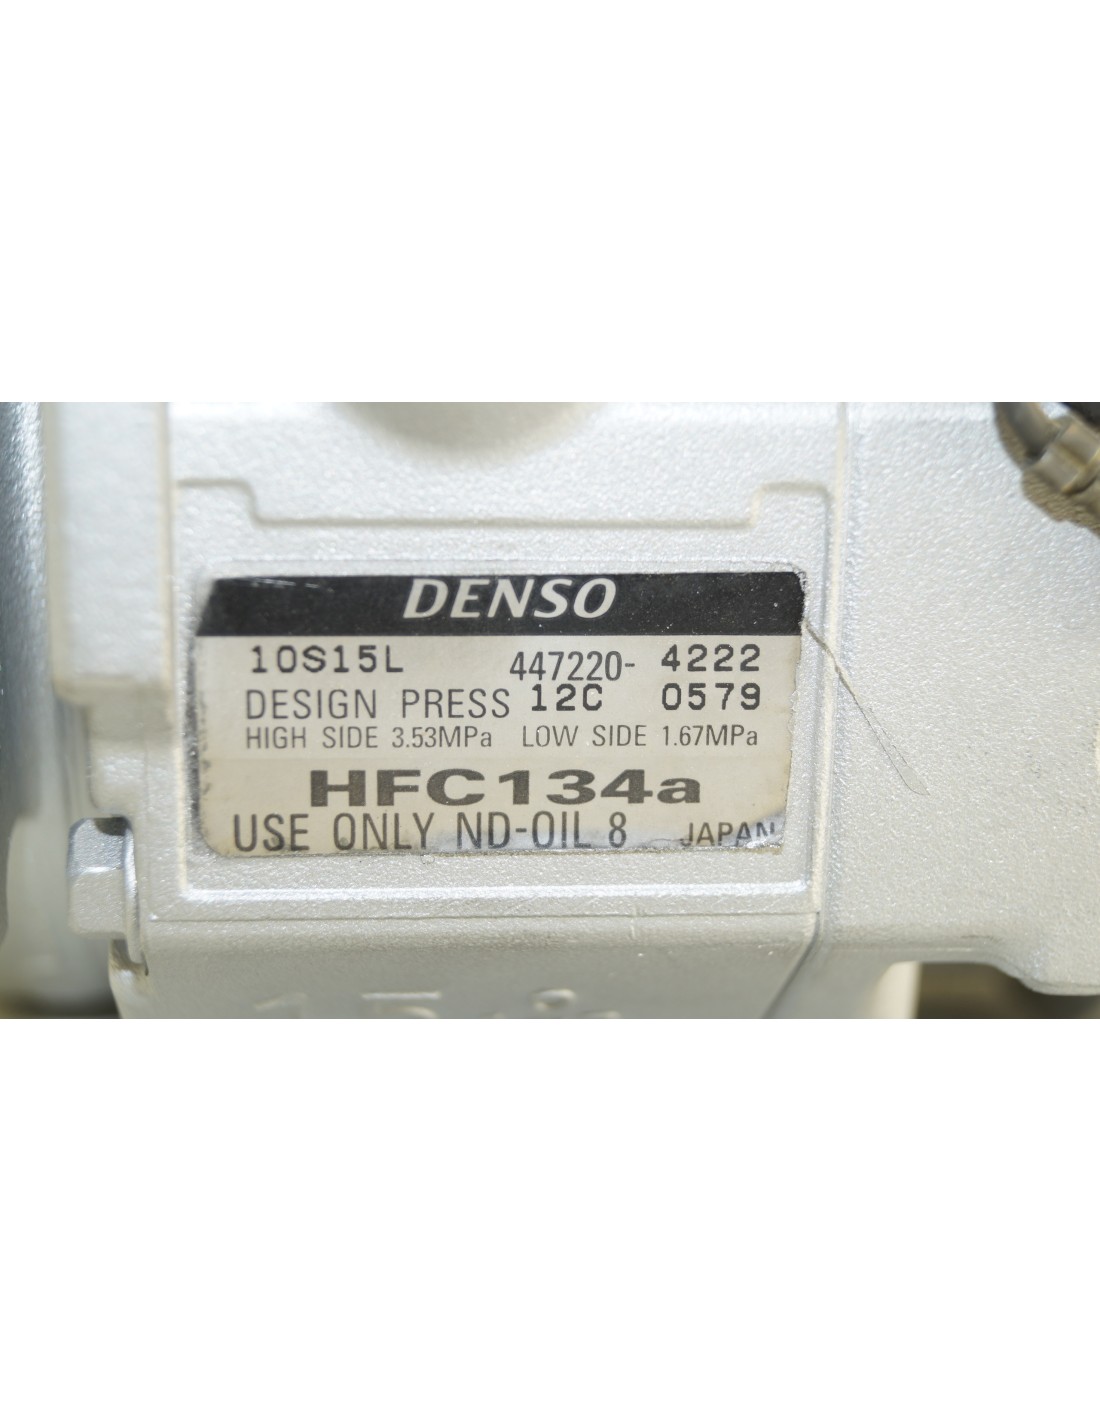 DENSO
10S15L 447220- 4222
DESIGN PRESS 12C 0579
HIGH SIDE 3.53MPa LOW SIDE 1.67MPa
HFC134a
USE ONLY ND-OIL 8 JAPAN